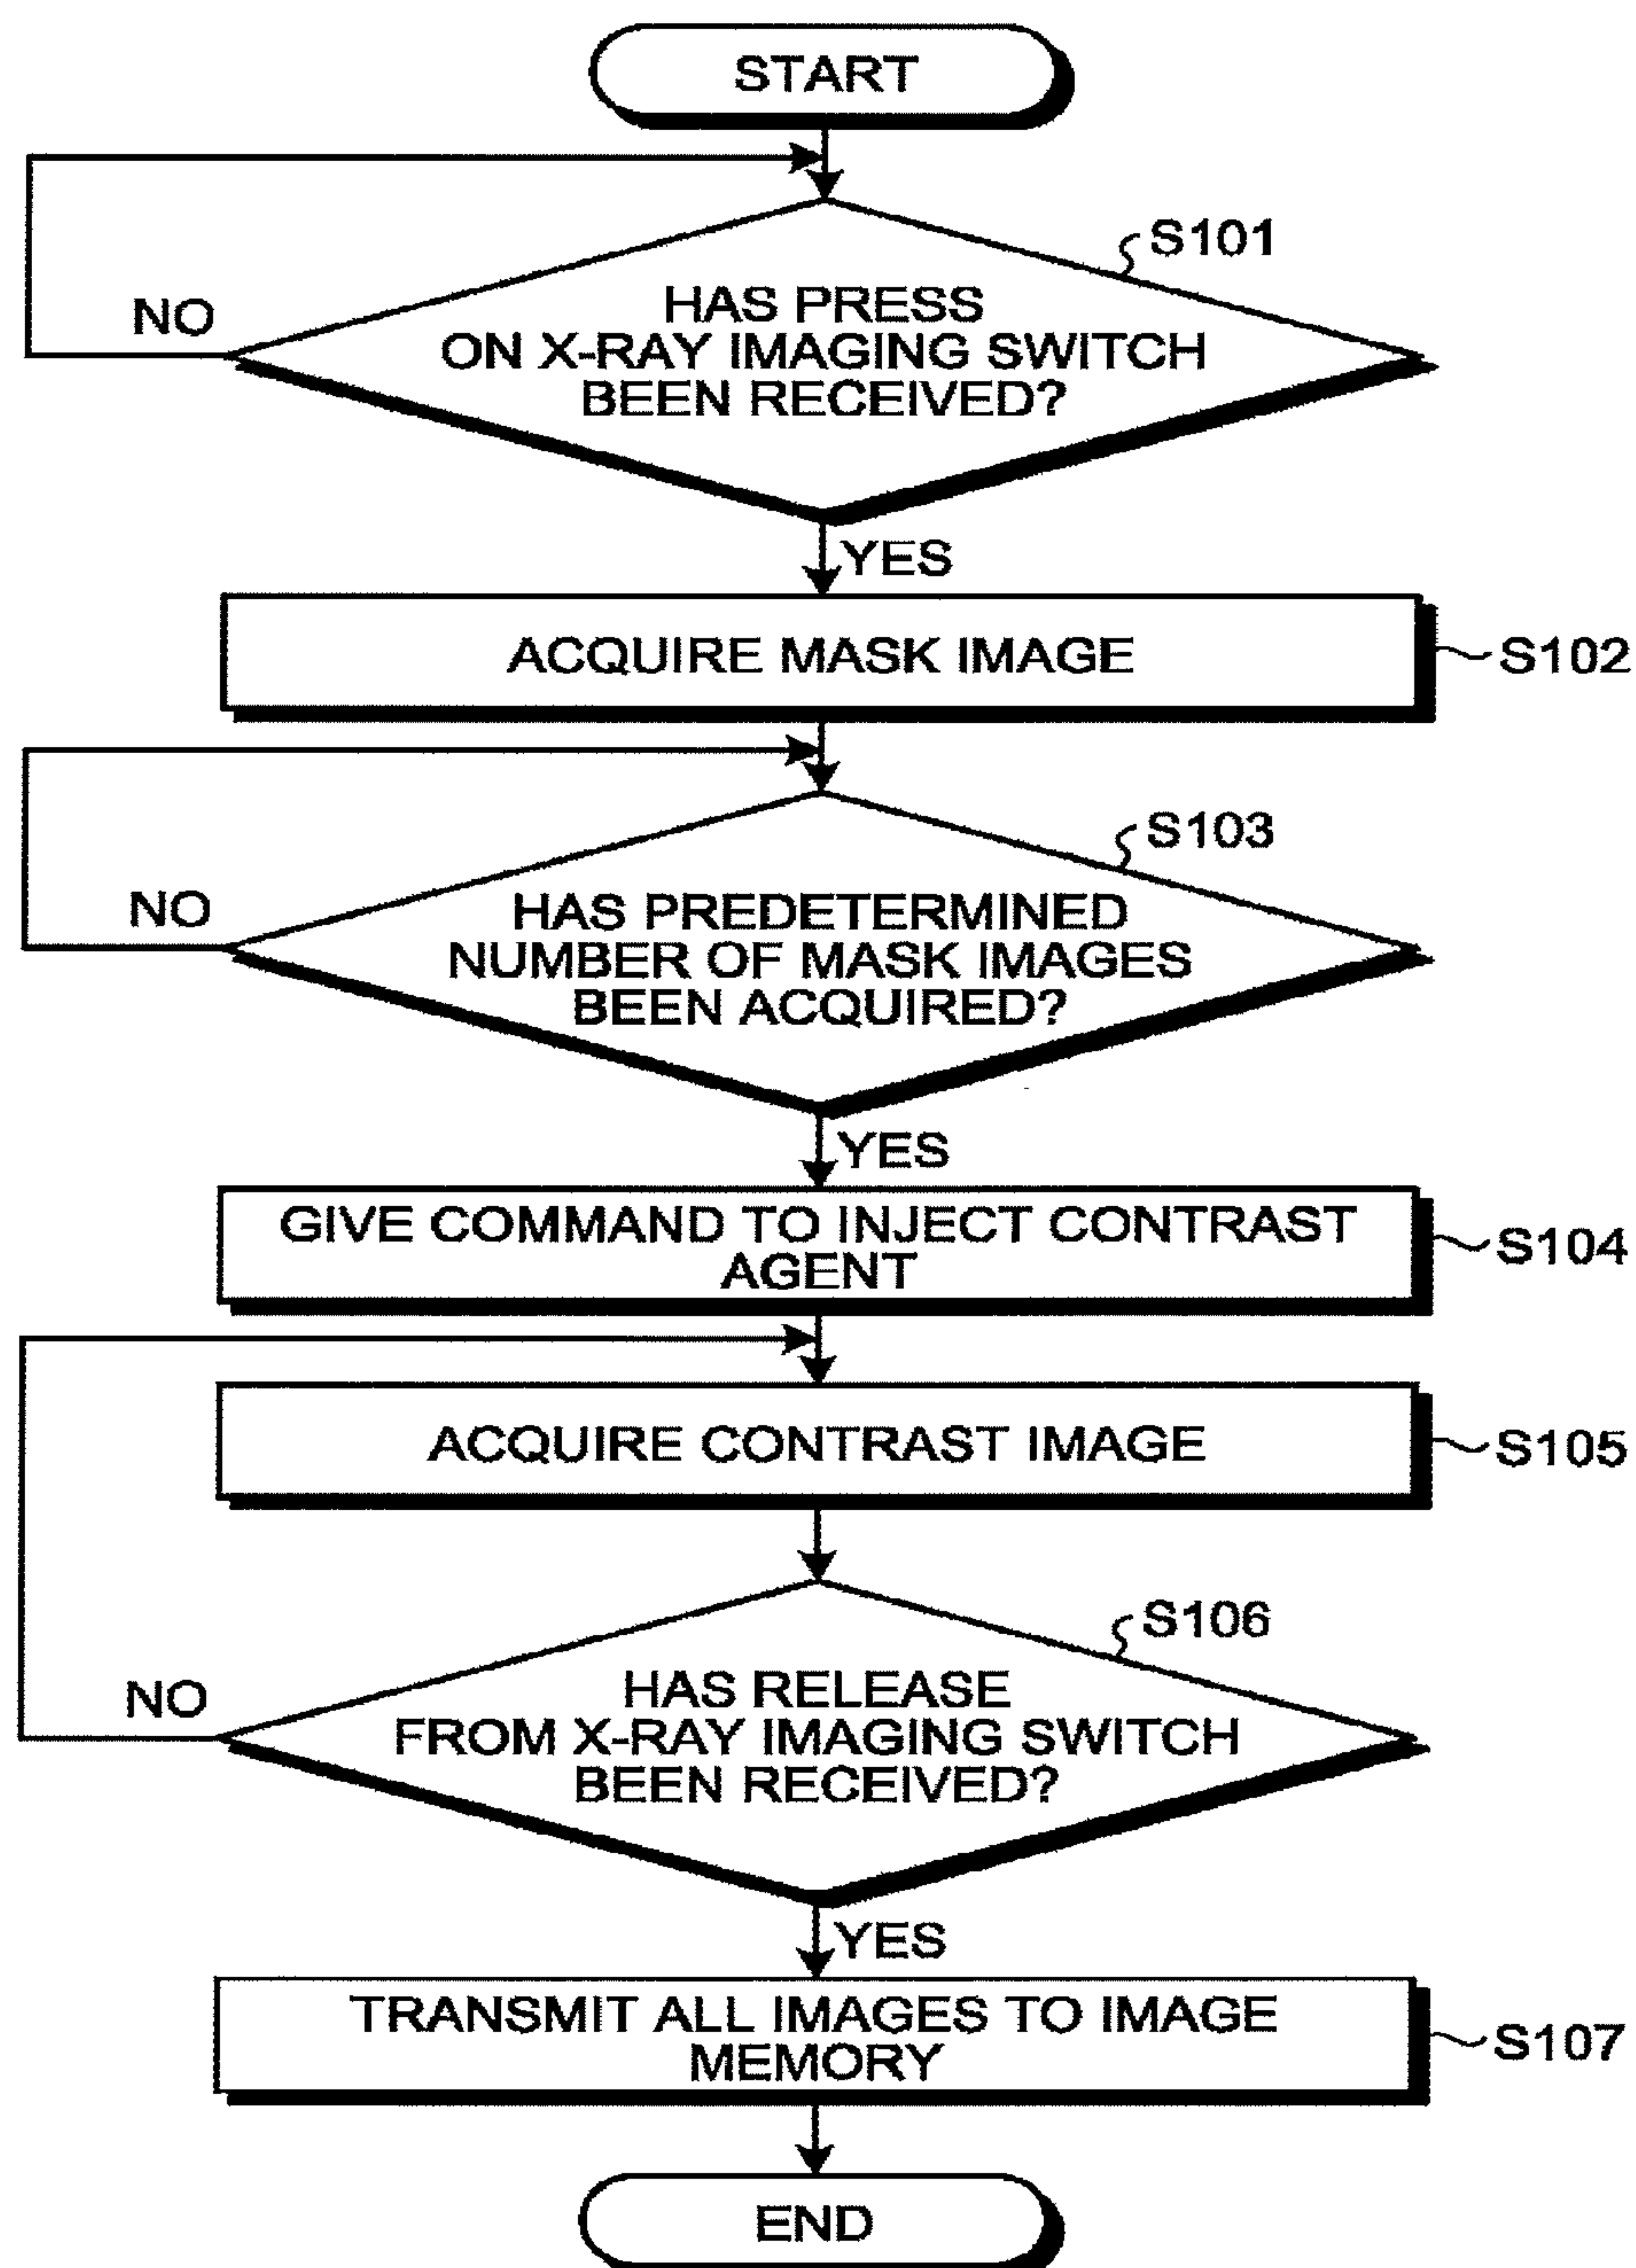 START
S101
NO
HAS PRESS
ON X-RAY IMAGING SWITCH
BEEN RECEIVED?
YES
ACQUIRE MASK IMAGE
S102
S103
NO
HAS PREDETERMINED
NUMBER OF MASK IMAGES
BEEN ACQUIRED?
YES
GIVE COMMAND TO INJECT CONTRAST
AGENT
S104
ACQUIRE CONTRAST IMAGE
S105
S106
NO
HAS RELEASE
FROM X-RAY IMAGING SWITCH
BEEN RECEIVED?
YES
TRANSMIT ALL IMAGES TO IMAGE
MEMORY
S107
END